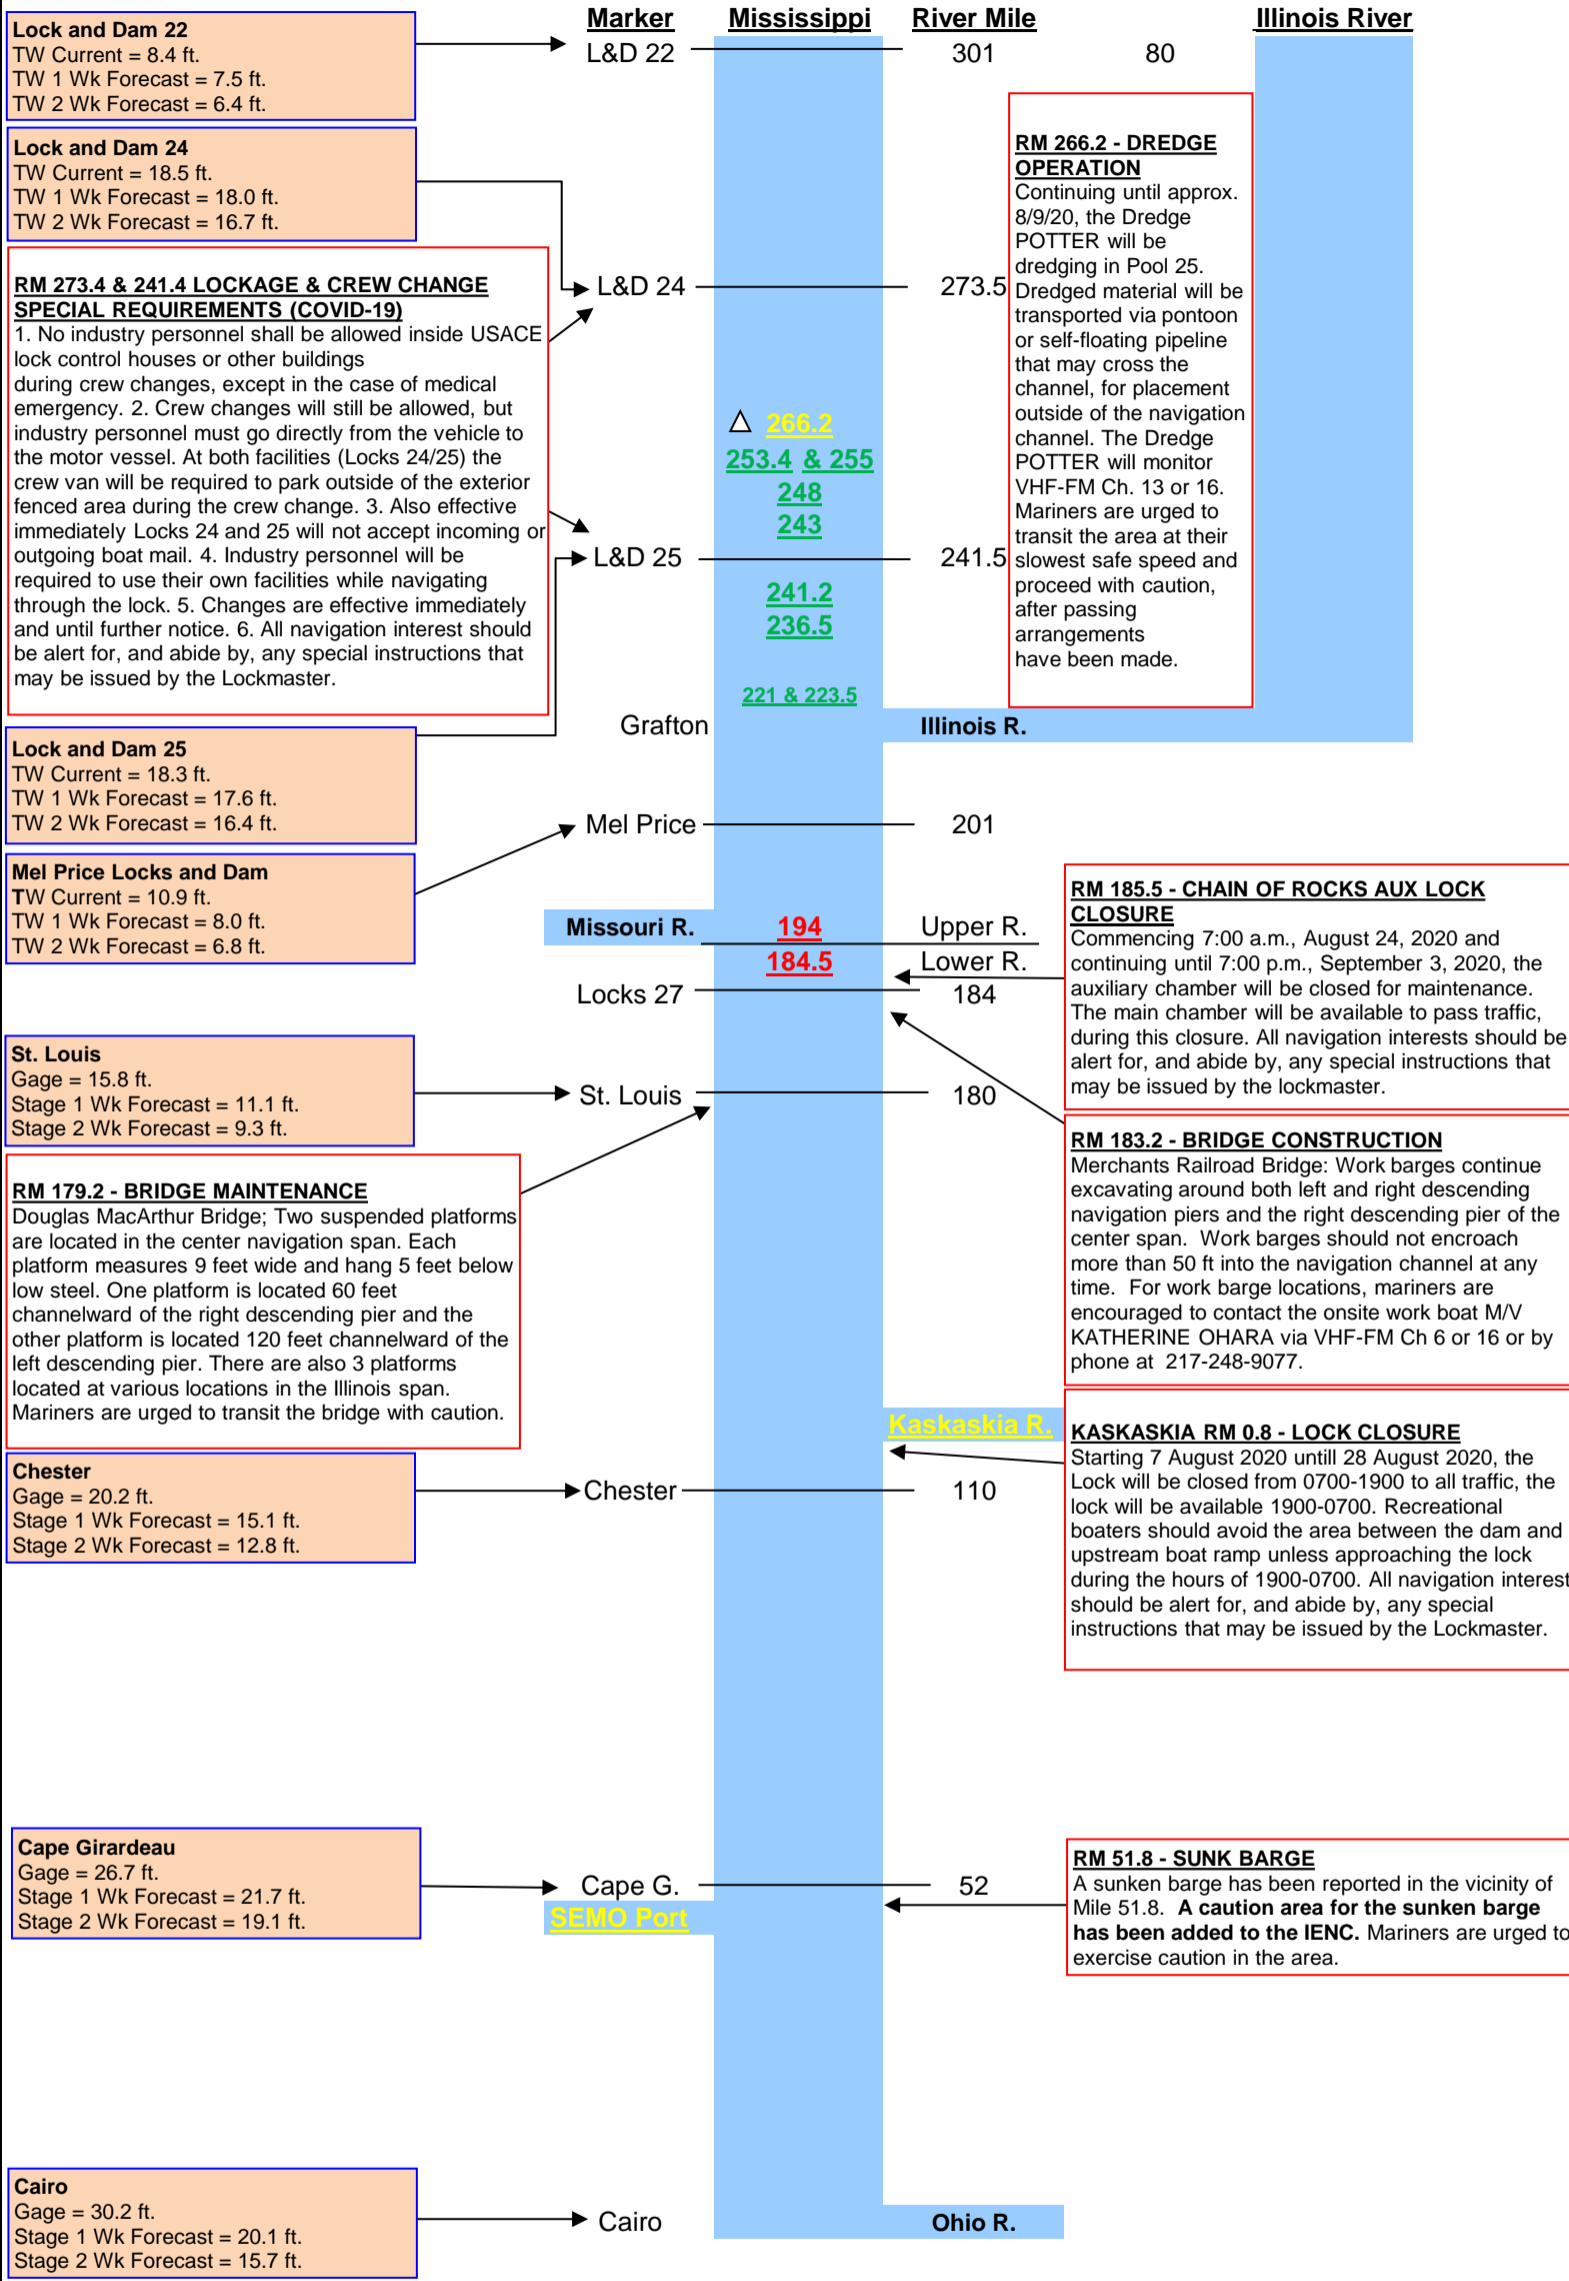 Marker Mississippi River Mile Illinois River
Lock and Dam 22
TW Current = 8.4 ft.
TW 1 Wk Forecast = 7.5 ft.
TW 2 Wk Forecast = 6.4 ft.
L&D 22 301 80
Lock and Dam 24
TW Current = 18.5 ft.
TW 1 Wk Forecast = 18.0 ft.
TW 2 Wk Forecast = 16.7 ft.
RM 266.2 - DREDGE
OPERATION
Continuing until approx.
8/9/20, the Dredge
POTTER will be
dredging in Pool 25.
Dredged material will be
transported via pontoon
or self-floating pipeline
that may cross the
channel, for placement
outside of the navigation
channel. The Dredge
POTTER will monitor
VHF-FM Ch. 13 or 16.
Mariners are urged to
transit the area at their
slowest safe speed and
proceed with caution,
after passing
arrangements
have been made.
RM 273.4 & 241.4 LOCKAGE & CREW CHANGE
SPECIAL REQUIREMENTS (COVID-19)
1. No industry personnel shall be allowed inside USACE
lock control houses or other buildings
during crew changes, except in the case of medical
emergency. 2. Crew changes will still be allowed, but
industry personnel must go directly from the vehicle to
the motor vessel. At both facilities (Locks 24/25) the
crew van will be required to park outside of the exterior
fenced area during the crew change. 3. Also effective
immediately Locks 24 and 25 will not accept incoming or
outgoing boat mail. 4. Industry personnel will be
required to use their own facilities while navigating
through the lock. 5. Changes are effective immediately
and until further notice. 6. All navigation interest should
be alert for, and abide by, any special instructions that
may be issued by the Lockmaster.
L&D 24 273.5
266.2
253.4 & 255
248
243
L&D 25 241.5
241.2
236.5
221 & 223.5
Grafton Illinois R.
Lock and Dam 25
TW Current = 18.3 ft.
TW 1 Wk Forecast = 17.6 ft.
TW 2 Wk Forecast = 16.4 ft.
Mel Price 201
Mel Price Locks and Dam
TW Current = 10.9 ft.
TW 1 Wk Forecast = 8.0 ft.
TW 2 Wk Forecast = 6.8 ft.
Missouri R. 194 Upper R.
184.5 Lower R.
Locks 27 184
RM 185.5 - CHAIN OF ROCKS AUX LOCK
CLOSURE
Commencing 7:00 a.m., August 24, 2020 and
continuing until 7:00 p.m., September 3, 2020, the
auxiliary chamber will be closed for maintenance.
The main chamber will be available to pass traffic,
during this closure. All navigation interests should be
alert for, and abide by, any special instructions that
may be issued by the lockmaster.
St. Louis
Gage = 15.8 ft.
Stage 1 Wk Forecast = 11.1 ft.
Stage 2 Wk Forecast = 9.3 ft.
St. Louis 180
RM 183.2 - BRIDGE CONSTRUCTION
Merchants Railroad Bridge: Work barges continue
excavating around both left and right descending
navigation piers and the right descending pier of the
center span. Work barges should not encroach
more than 50 ft into the navigation channel at any
time. For work barge locations, mariners are
encouraged to contact the onsite work boat M/V
KATHERINE OHARA via VHF-FM Ch 6 or 16 or by
phone at 217-248-9077.
RM 179.2 - BRIDGE MAINTENANCE
Douglas MacArthur Bridge; Two suspended platforms
are located in the center navigation span. Each
platform measures 9 feet wide and hang 5 feet below
low steel. One platform is located 60 feet
channelward of the right descending pier and the
other platform is located 120 feet channelward of the
left descending pier. There are also 3 platforms
located at various locations in the Illinois span.
Mariners are urged to transit the bridge with caution.
Kaskaskia R.
KASKASKIA RM 0.8 - LOCK CLOSURE
Starting 7 August 2020 untill 28 August 2020, the
Lock will be closed from 0700-1900 to all traffic, the
lock will be available 1900-0700. Recreational
boaters should avoid the area between the dam and
upstream boat ramp unless approaching the lock
during the hours of 1900-0700. All navigation interest
should be alert for, and abide by, any special
instructions that may be issued by the Lockmaster.
Chester
Gage = 20.2 ft.
Stage 1 Wk Forecast = 15.1 ft.
Stage 2 Wk Forecast = 12.8 ft.
Chester 110
Cape Girardeau
Gage = 26.7 ft.
Stage 1 Wk Forecast = 21.7 ft.
Stage 2 Wk Forecast = 19.1 ft.
Cape G. 52
SEMO Port
RM 51.8 - SUNK BARGE
A sunken barge has been reported in the vicinity of
Mile 51.8. A caution area for the sunken barge
has been added to the IENC. Mariners are urged to
exercise caution in the area.
Cairo
Gage = 30.2 ft.
Stage 1 Wk Forecast = 20.1 ft.
Stage 2 Wk Forecast = 15.7 ft.
Cairo Ohio R.